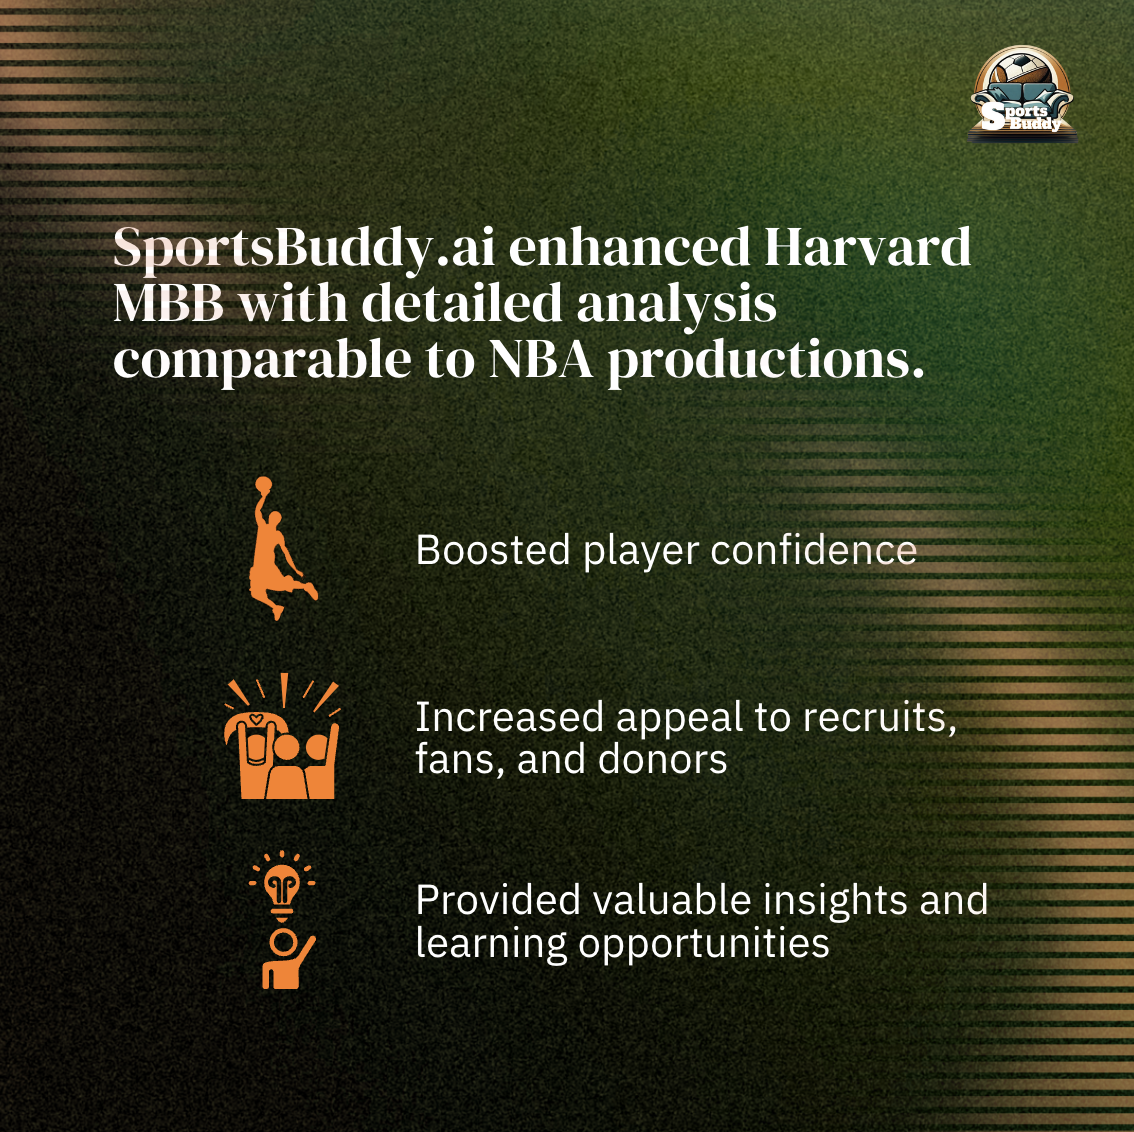 Sports
Buddy
SportsBuddy.ai enhanced Harvard
MBB with detailed analysis
comparable to NBA productions.
Boosted player confidence
Increased appeal to recruits,
fans, and donors
Provided valuable insights and
learning opportunities